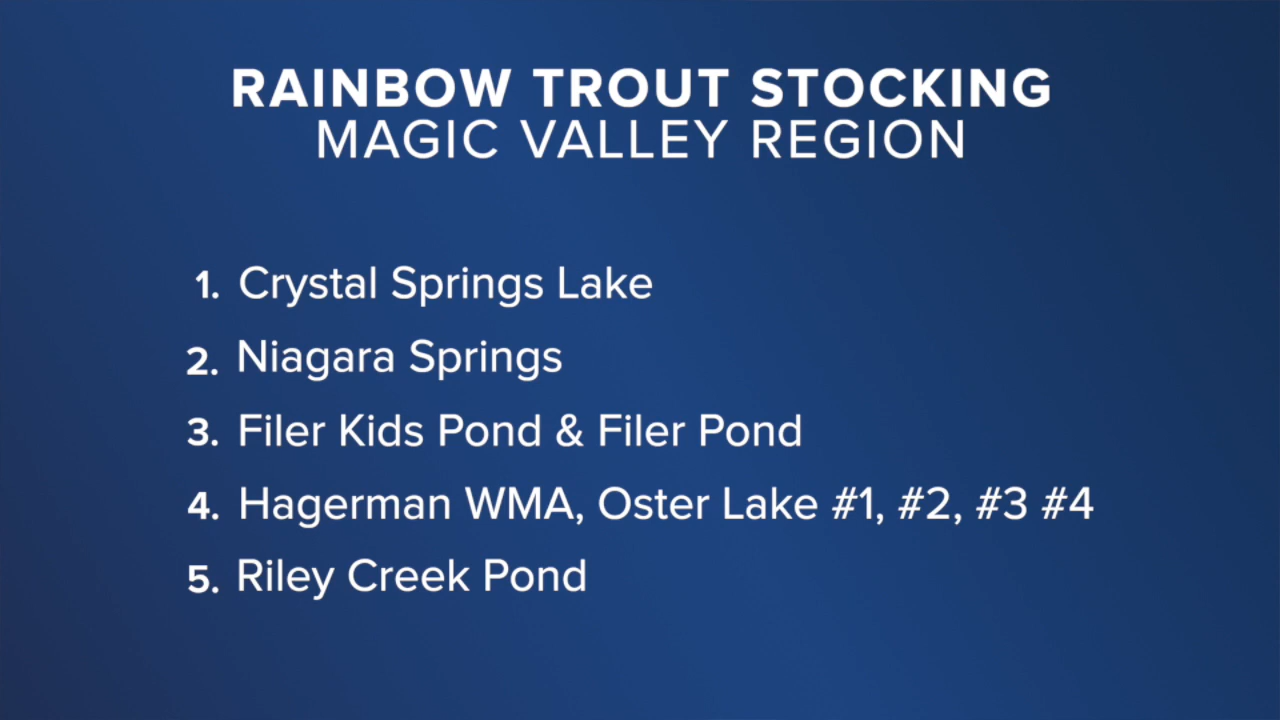 RAINBOW TROUT STOCKING
MAGIC VALLEY REGION
1. Crystal Springs Lake
2. Niagara Springs
3. Filer Kids Pond & Filer Pond
4. Hagerman WMA, Oster Lake #1, #2, #3 #4
5. Riley Creek Pond